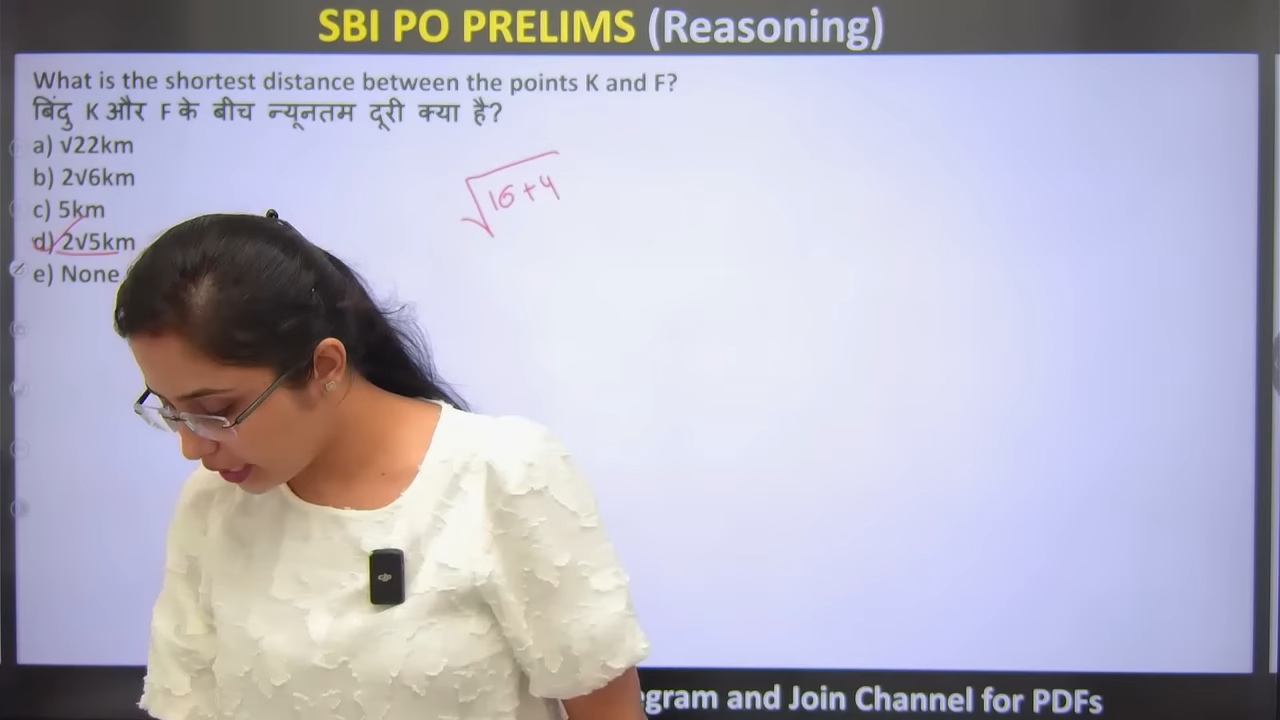 SBI PO PRELIMS (Reasoning)
What is the shortest distance between the points K and F?
बिंदु K और F के बीच न्यूनतम दूरी क्या है?
a) √22km
b) 2√6km
c) 5km
√16+4
d) 2√5km
e) None
and Join Channel for PDFs